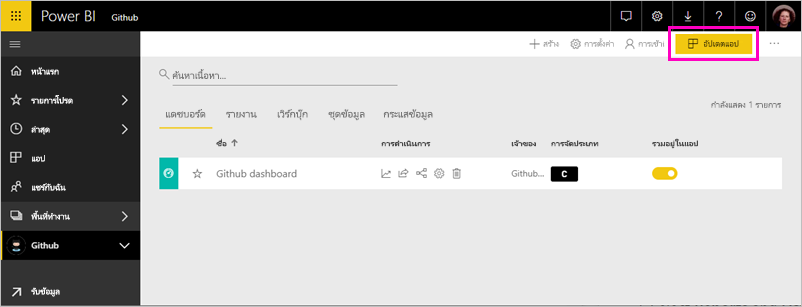 Power BI Github
+ สร้าง การตั้งค่า การเข้า อัปเดตแอป
หน้าแรก
ค้นหาเนื้อหา...
รายการโปรด
กำลังแสดง 1 รายการ
แดชบอร์ด รายงาน เวิร์กบุ๊ก ชุดข้อมูล กระแสข้อมูล
ล่าสุด
ชื่อ การดำเนินการ เจ้าของ การจัดประเภท รวมอยู่ในแอป
แอป
Github dashboard Github... C
แชร์กับฉัน
พื้นที่ทำงาน
Github
รับข้อมูล